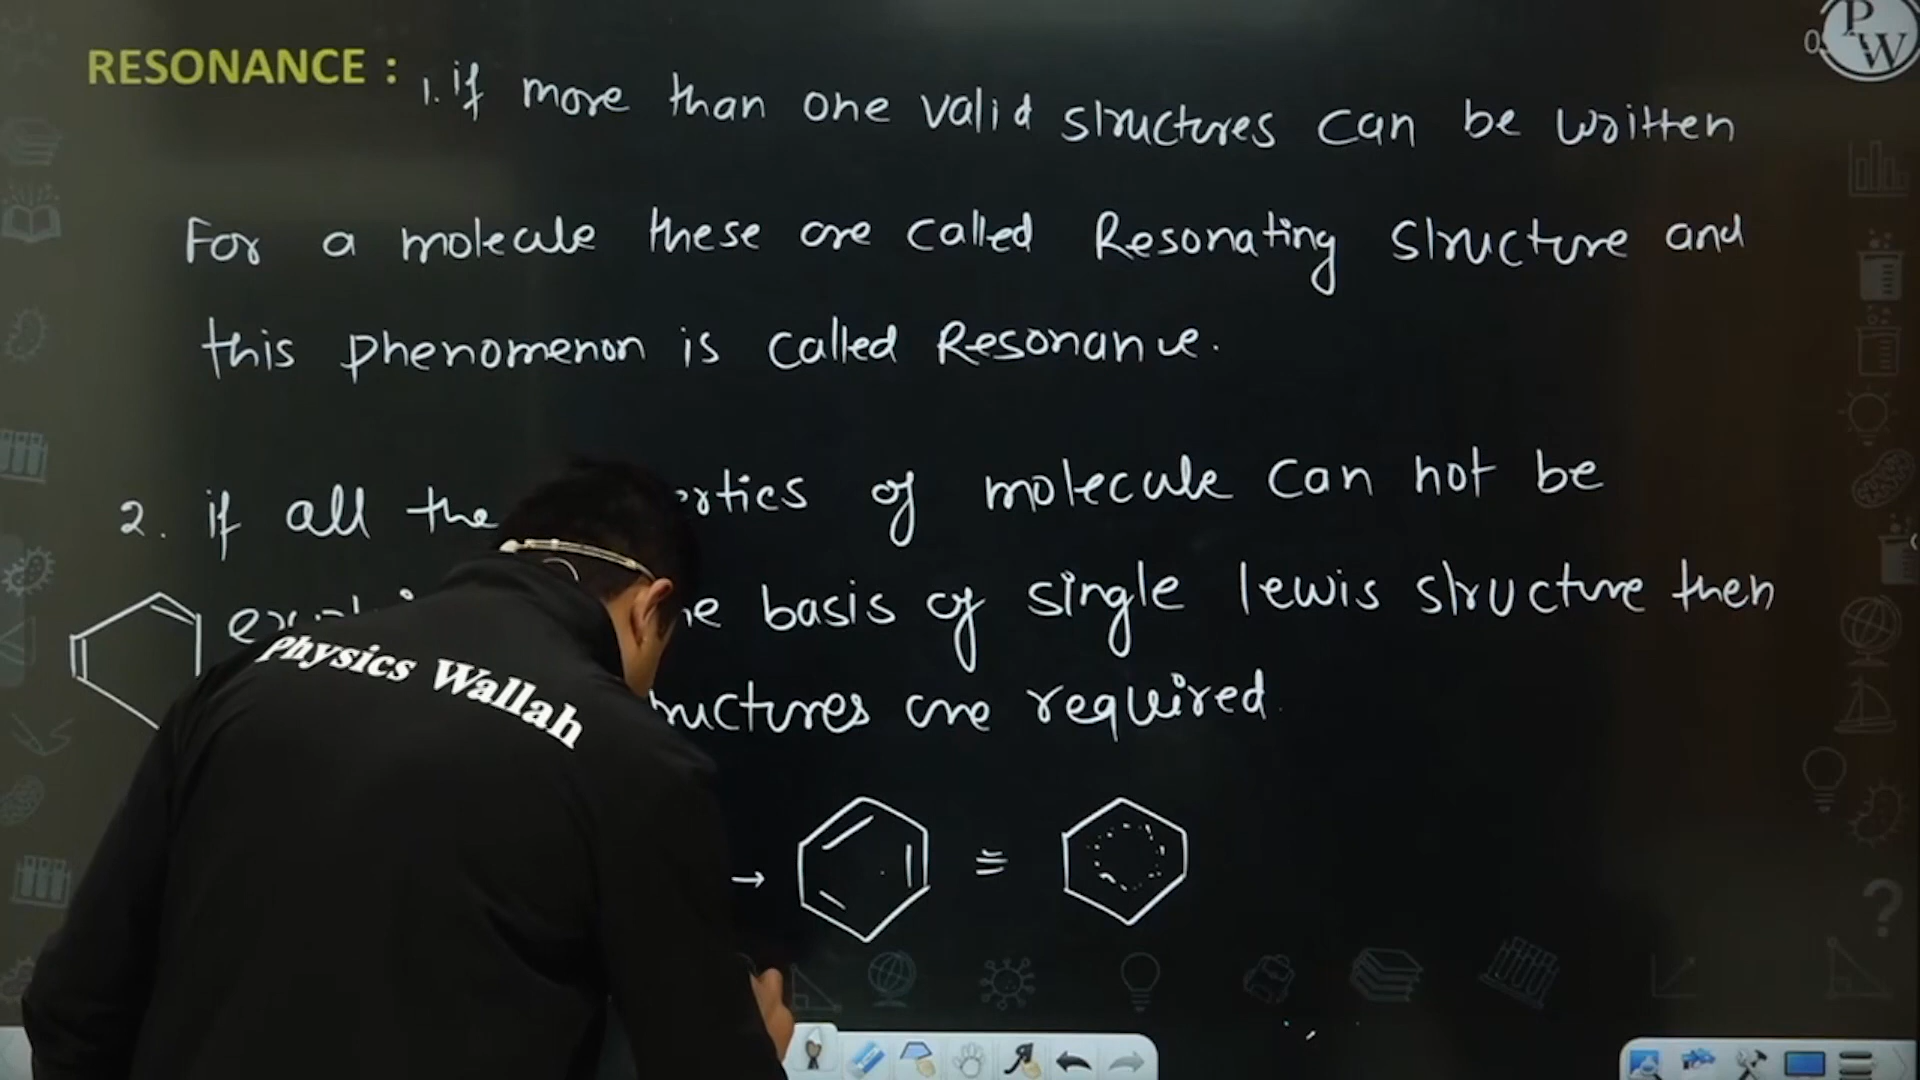 RESONANCE :
1. if more than one valid structures can be written
For a molecule these are called Resonating structure and
this phenomenon is called Resonance.
2. if all the of molecule can not be
basis of single lewis structure then
are required.
Physics Wallah
PW